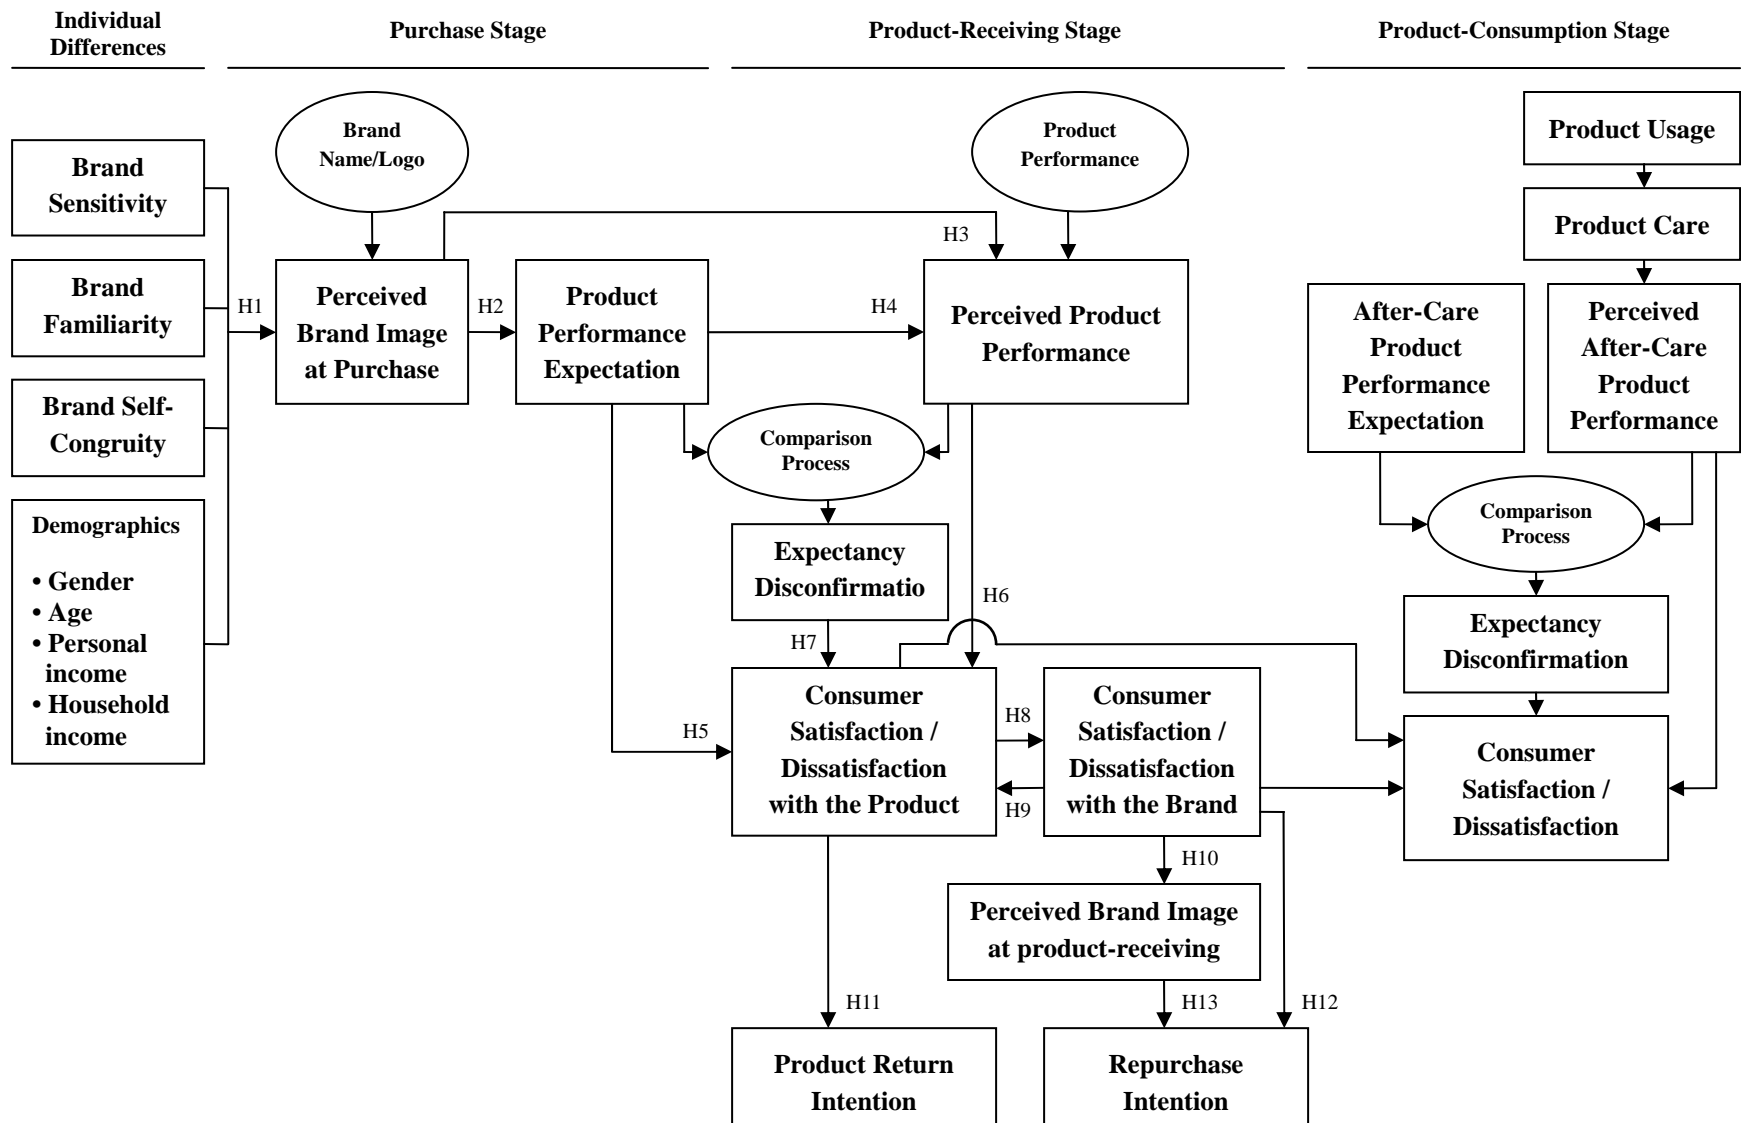 Individual
Differences
Purchase Stage
Product-Receiving Stage
Product-Consumption Stage
Brand
Name/Logo
Product
Performance
Product Usage
Brand
Sensitivity
Product Care
H3
Brand
Familiarity
H1
Perceived
Brand Image
at Purchase
H2
Product
Performance
Expectation
H4
Perceived Product
Performance
After-Care
Product
Performance
Expectation
Perceived
After-Care
Product
Performance
Brand Self-
Congruity
Comparison
Process
Comparison
Process
Demographics
• Gender
• Age
• Personal
income
• Household
income
Expectancy
Disconfirmatio
H6
H7
Expectancy
Disconfirmation
H5
Consumer
Satisfaction /
Dissatisfaction
with the Product
H8
H9
Consumer
Satisfaction /
Dissatisfaction
with the Brand
Consumer
Satisfaction /
Dissatisfaction
H10
Perceived Brand Image
at product-receiving
H11
H13
H12
Product Return
Intention
Repurchase
Intention